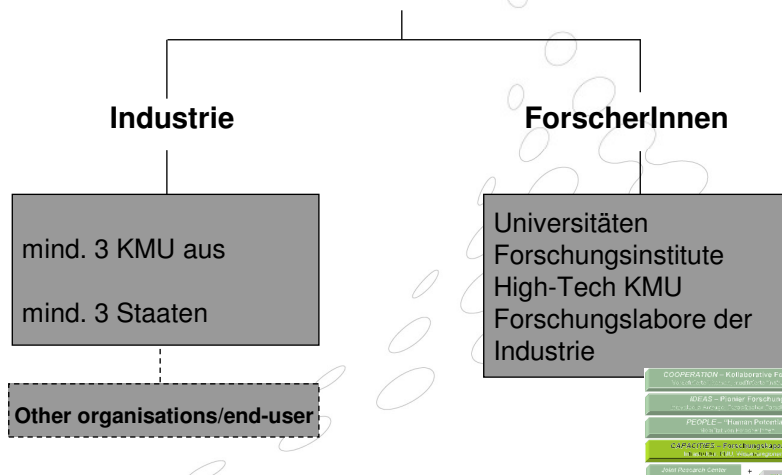 Industrie
ForscherInnen
mind. 3 KMU aus
mind. 3 Staaten
Universitäten
Forschungsinstitute
High-Tech KMU
Forschungslabore der
Industrie
Other organisations/end-user
COOPERATION – Kollaborative
IDEAS – Pionier Forschung
PEOPLE – "Human Potential
CAPACITIES – Forschungskapaz
Joint Research Center
+